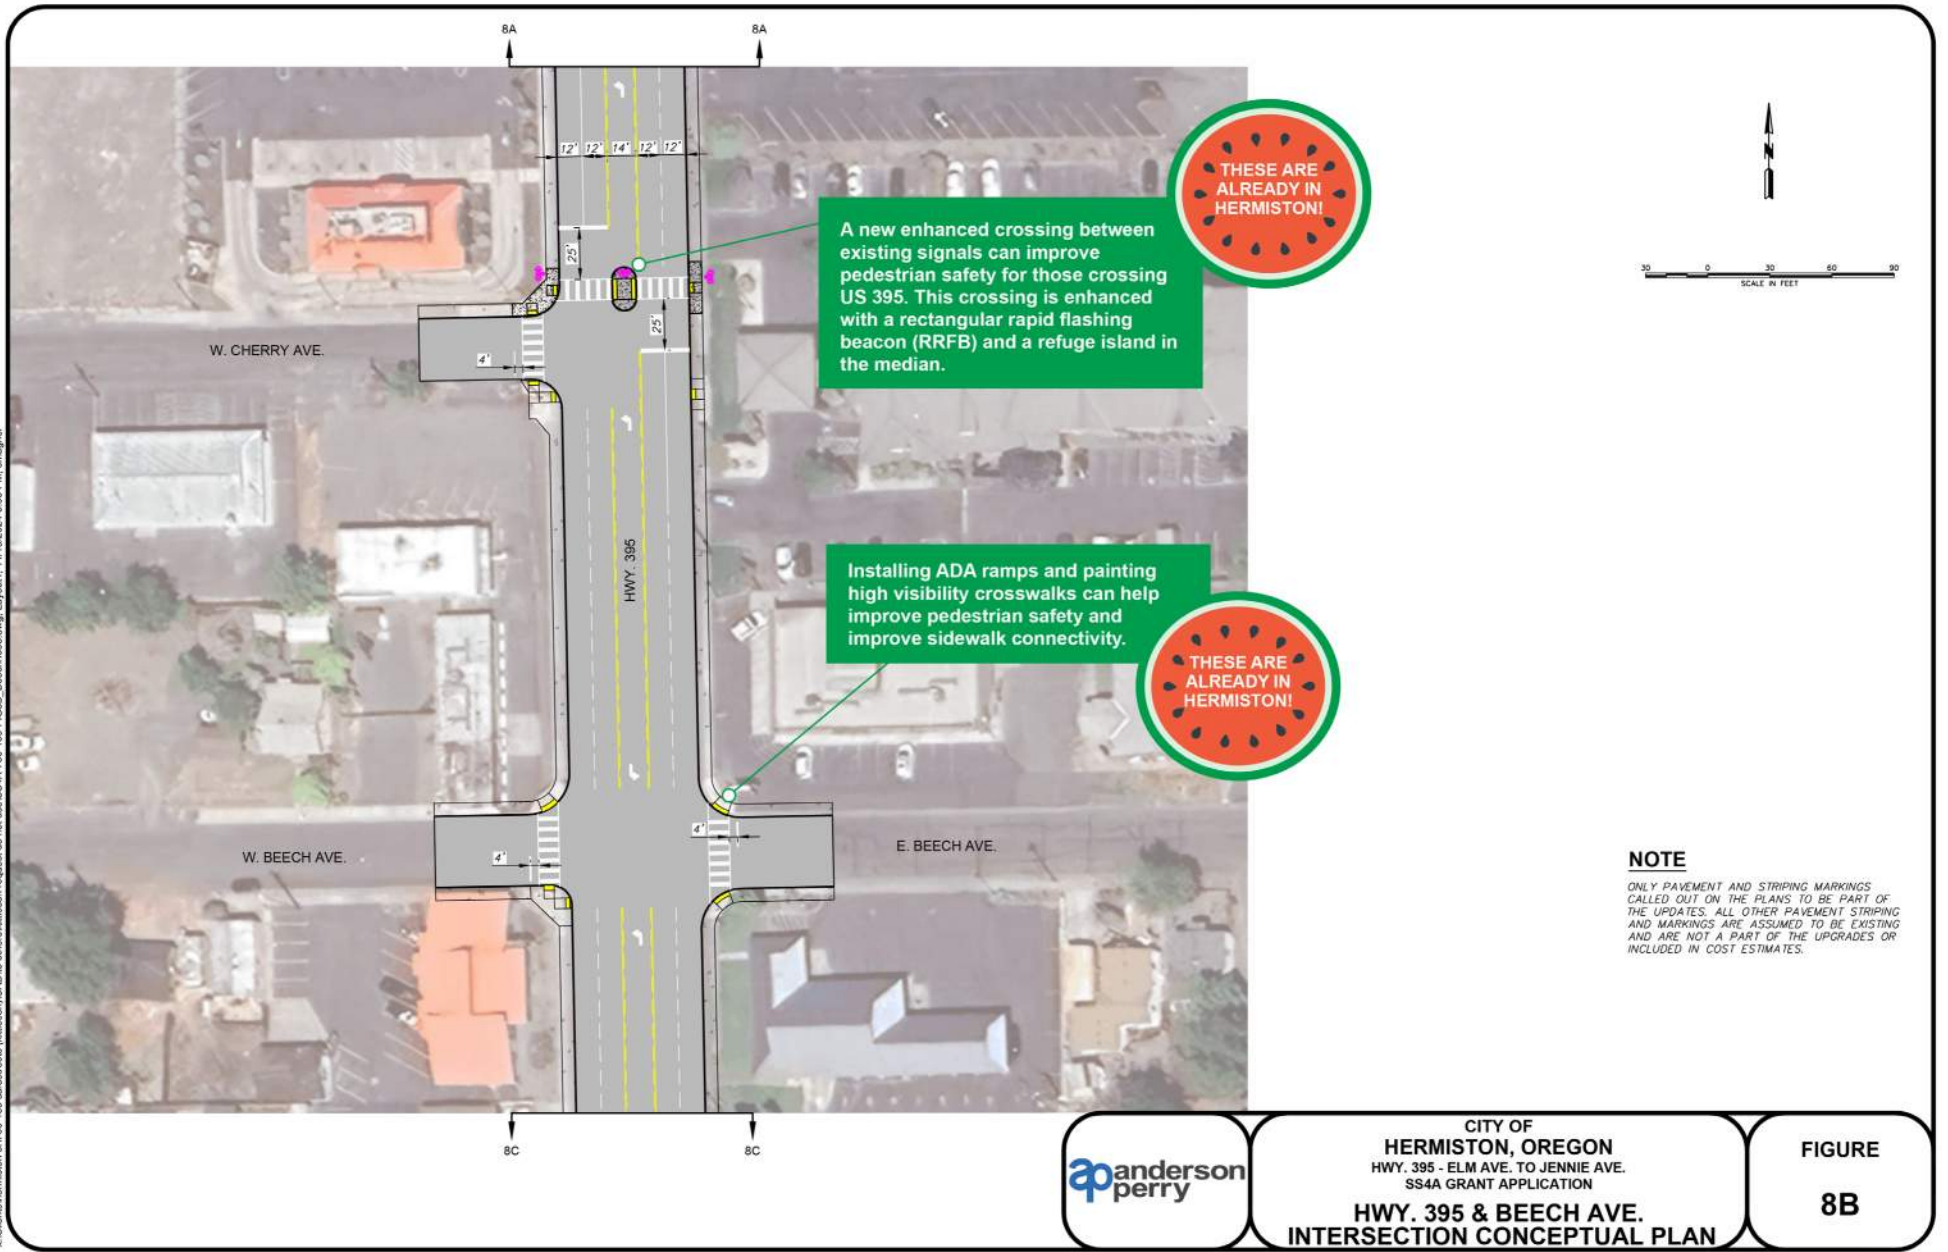 8A
8A
12' 12' 14' 12' 12'
25'
25'
THESE ARE
ALREADY IN
HERMISTON!
A new enhanced crossing between
existing signals can improve
pedestrian safety for those crossing
US 395. This crossing is enhanced
with a rectangular rapid flashing
beacon (RRFB) and a refuge island in
the median.
N
30 0 30 60 90
SCALE IN FEET
W. CHERRY AVE.
4'
HWY. 395
Installing ADA ramps and painting
high visibility crosswalks can help
improve pedestrian safety and
improve sidewalk connectivity.
THESE ARE
ALREADY IN
HERMISTON!
4'
4'
W. BEECH AVE.
E. BEECH AVE.
NOTE
ONLY PAVEMENT AND STRIPING MARKINGS
CALLED OUT ON THE PLANS TO BE PART OF
THE UPDATES. ALL OTHER PAVEMENT STRIPING
AND MARKINGS ARE ASSUMED TO BE EXISTING
AND ARE NOT A PART OF THE UPGRADES OR
INCLUDED IN COST ESTIMATES.
8C
8C
ap anderson
perry
CITY OF
HERMISTON, OREGON
HWY. 395 - ELM AVE. TO JENNIE AVE.
SS4A GRANT APPLICATION
HWY. 395 & BEECH AVE.
INTERSECTION CONCEPTUAL PLAN
FIGURE
8B